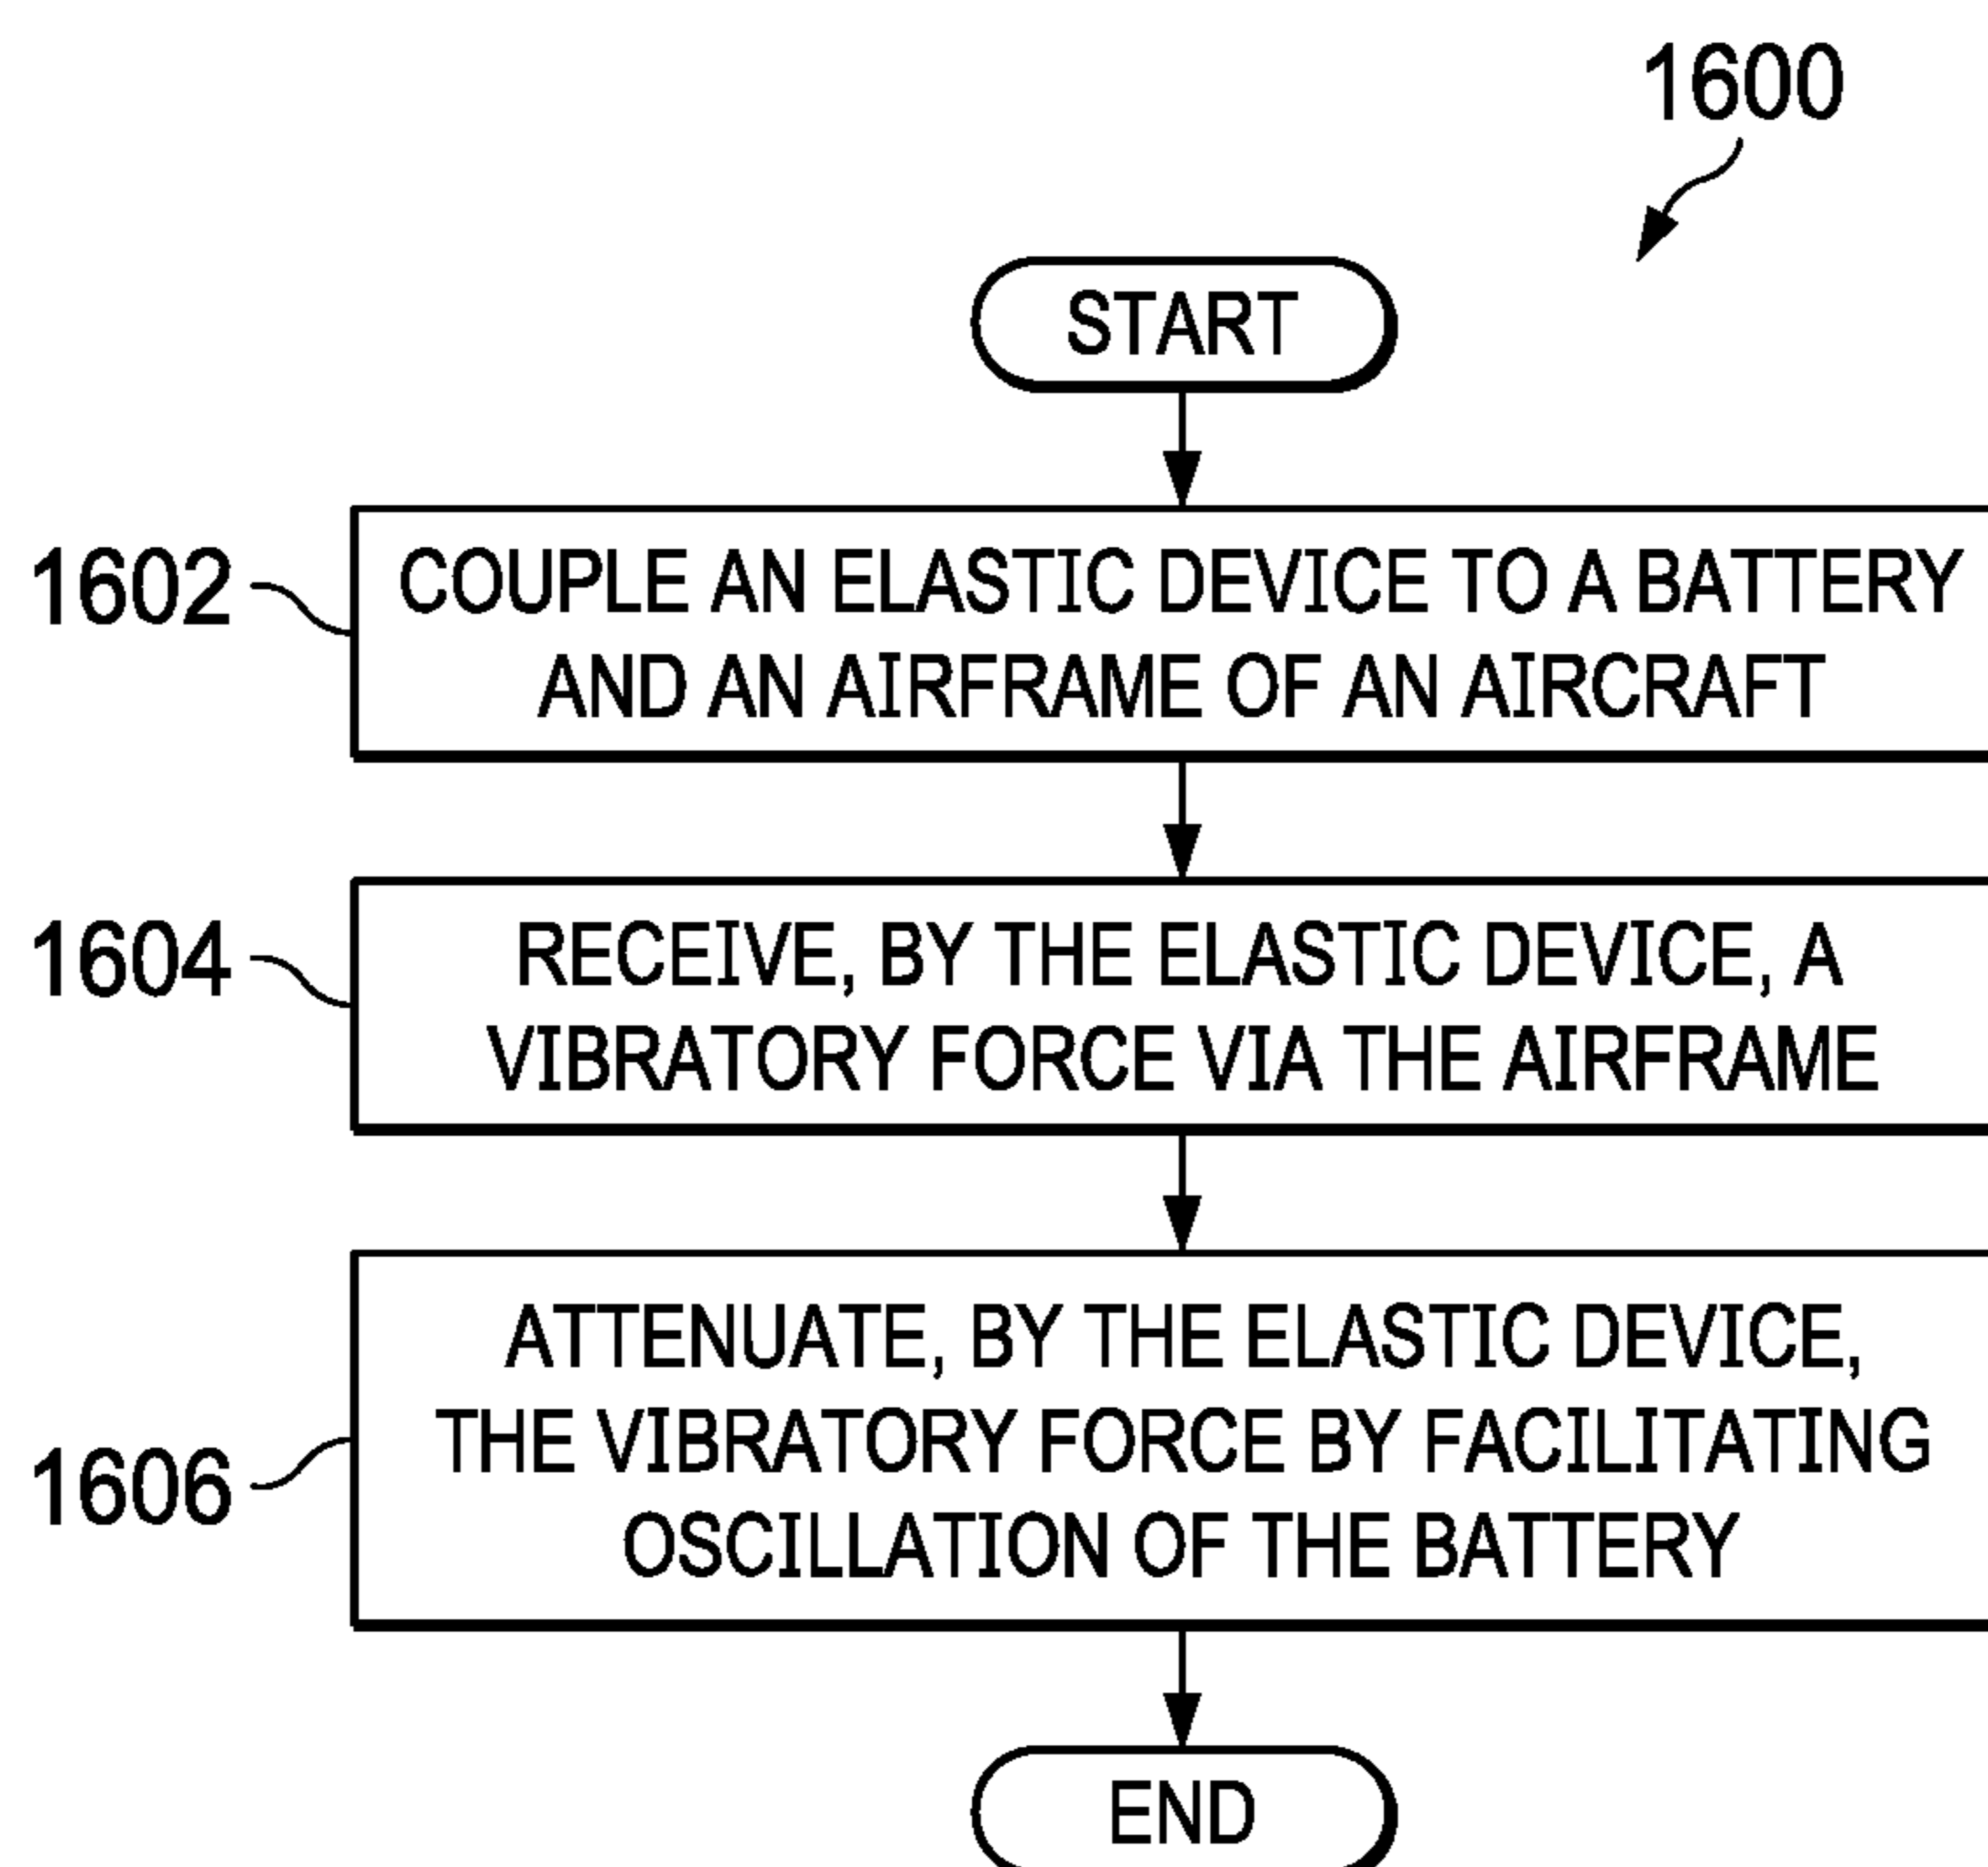 1600
START
1602
COUPLE AN ELASTIC DEVICE TO A BATTERY
AND AN AIRFRAME OF AN AIRCRAFT
1604
RECEIVE, BY THE ELASTIC DEVICE, A
VIBRATORY FORCE VIA THE AIRFRAME
1606
ATTENUATE, BY THE ELASTIC DEVICE,
THE VIBRATORY FORCE BY FACILITATING
OSCILLATION OF THE BATTERY
END